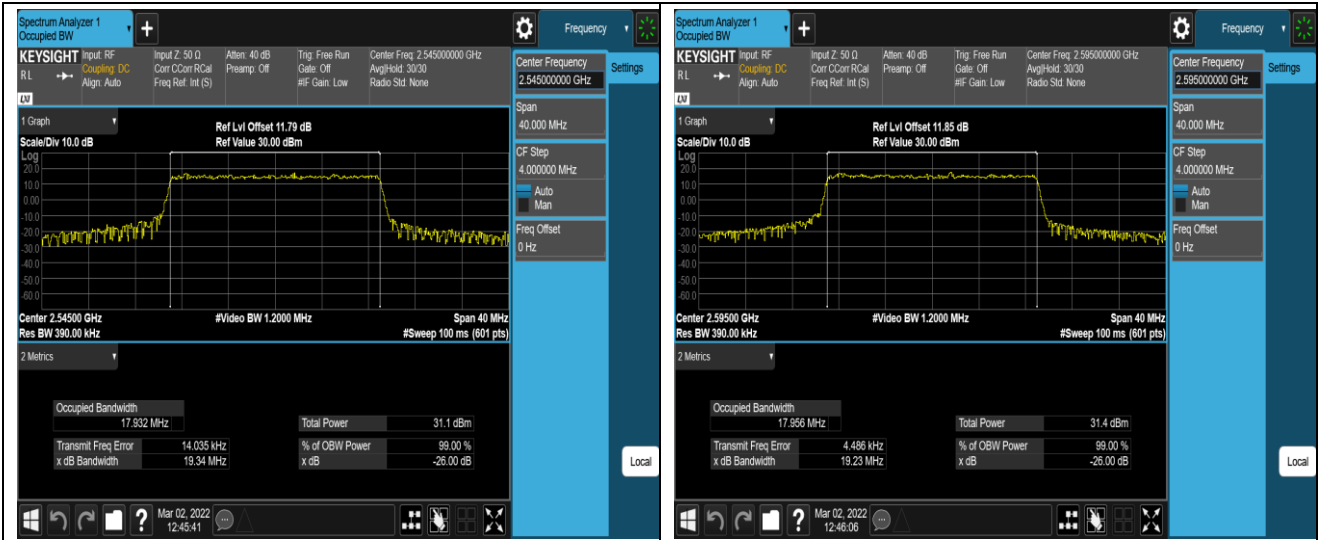 Spectrum Analyzer 1
Occupied BW
+
Frequency
KEYSIGHT Input: RF Input Z: 50 Ω Atten: 40 dB Trig: Free Run Center Freq: 2.545000000 GHz
RL Coupling: DC Corr CCorr RCal Preamp: Off Gate: Off Avg|Hold: 30/30
Align: Auto Freq Ref: Int (S) #IF Gain: Low Radio Std: None
LXI
Center Frequency
2.545000000 GHz
Settings
Span
40.000 MHz
CF Step
4.000000 MHz
Auto
Man
Freq Offset
0 Hz
Local
1 Graph
Scale/Div 10.0 dB
Ref Lvl Offset 11.79 dB
Ref Value 30.00 dBm
Log
20.0
10.0
0.00
-10.0
-20.0
-30.0
-40.0
-50.0
-60.0
Center 2.54500 GHz #Video BW 1.2000 MHz Span 40 MHz
Res BW 390.00 kHz #Sweep 100 ms (601 pts)
2 Metrics
Occupied Bandwidth
17.932 MHz
Total Power 31.1 dBm
Transmit Freq Error 14.035 kHz % of OBW Power 99.00 %
x dB Bandwidth 19.34 MHz x dB -26.00 dB
?
Mar 02, 2022
12:45:41
Spectrum Analyzer 1
Occupied BW
+
Frequency
KEYSIGHT Input: RF Input Z: 50 Ω Atten: 40 dB Trig: Free Run Center Freq: 2.595000000 GHz
RL Coupling: DC Corr CCorr RCal Preamp: Off Gate: Off Avg|Hold: 30/30
Align: Auto Freq Ref: Int (S) #IF Gain: Low Radio Std: None
LXI
Center Frequency
2.595000000 GHz
Settings
Span
40.000 MHz
CF Step
4.000000 MHz
Auto
Man
Freq Offset
0 Hz
Local
1 Graph
Scale/Div 10.0 dB
Ref Lvl Offset 11.85 dB
Ref Value 30.00 dBm
Log
20.0
10.0
0.00
-10.0
-20.0
-30.0
-40.0
-50.0
-60.0
Center 2.59500 GHz #Video BW 1.2000 MHz Span 40 MHz
Res BW 390.00 kHz #Sweep 100 ms (601 pts)
2 Metrics
Occupied Bandwidth
17.956 MHz
Total Power 31.4 dBm
Transmit Freq Error 4.486 kHz % of OBW Power 99.00 %
x dB Bandwidth 19.23 MHz x dB -26.00 dB
?
Mar 02, 2022
12:46:06